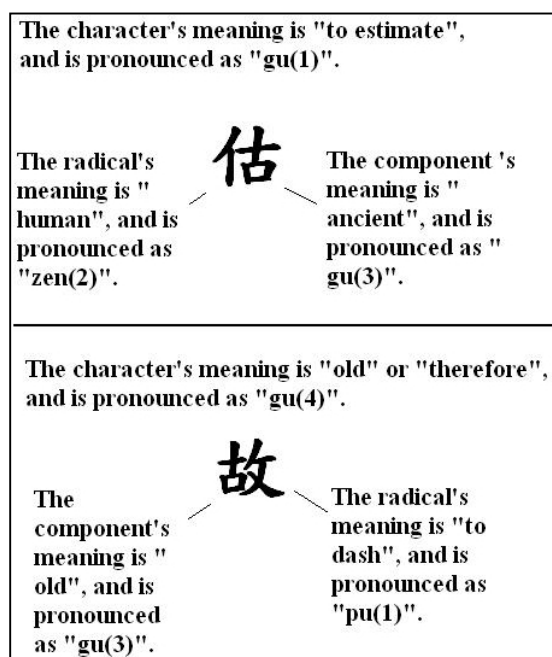 The character's meaning is "to estimate",
and is pronounced as "gu(1)".
估
The radical's
meaning is "
human", and is
pronounced as
"zen(2)".
The component 's
meaning is "
ancient", and is
pronounced as "
gu(3)".
The character's meaning is "old" or "therefore",
and is pronounced as "gu(4)".
故
The
component's
meaning is "
old", and is
pronounced
as "gu(3)".
The radical's
meaning is "to
dash", and is
pronounced as
"pu(1)".